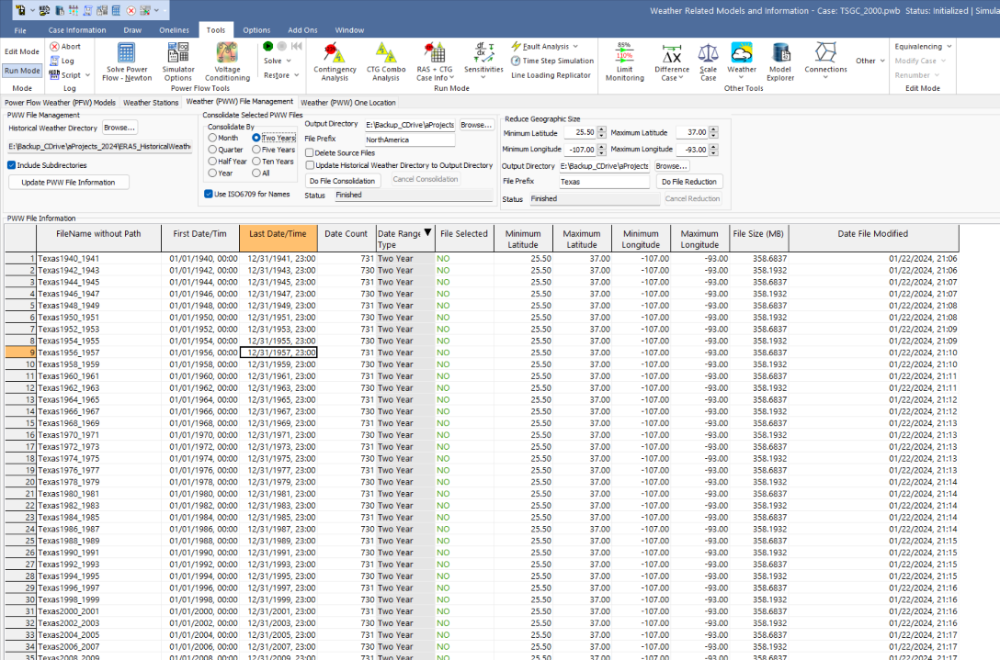 Weather Related Models and Information - Case: TSGC_2000.pwb Status: Initialized | Simula
File Case Information Draw Onelines Tools Options Add Ons Window
Edit Mode
Run Mode
Mode
Abort
Log
Script
Log
Solve Power Flow - Newton
Simulator Options
Voltage Conditioning
Solve
Restore
Power Flow Tools
Contingency Analysis
CTG Combo Analysis
RAS + CTG Case Info
Sensitivities
Fault Analysis
Time Step Simulation
Line Loading Replicator
Run Mode
Limit Monitoring
Difference Case
Scale Case
Weather
Model Explorer
Connections
Other
Other Tools
Equivalencing
Modify Case
Renumber
Edit Mode
Power Flow Weather (PFW) Models Weather Stations Weather (PWW) File Management Weather (PWW) One Location
PWW File Management
Historical Weather Directory Browse...
E:\Backup_CDrive\aProjects_2024\ERA5_HistoricalWeathe
Include Subdirectories
Update PWW File Information
Consolidate Selected PWW Files
Consolidate By
Month Two Years
Quarter Five Years
Half Year Ten Years
Year All
Use ISO6709 for Names
Output Directory E:\Backup_CDrive\aProjects Browse...
File Prefix NorthAmerica
Delete Source Files
Update Historical Weather Directory to Output Directory
Do File Consolidation Cancel Consolidation
Status Finished
Reduce Geographic Size
Minimum Latitude 25.50 Maximum Latitude 37.00
Minimum Longitude -107.00 Maximum Longitude -93.00
Output Directory E:\Backup_CDrive\aProjects Browse...
File Prefix Texas Do File Reduction
Status Finished Cancel Reduction
PWW File Information
FileName without Path First Date/Tim Last Date/Time Date Count Date Range Type File Selected Minimum Latitude Maximum Latitude Minimum Longitude Maximum Longitude File Size (MB) Date File Modified
1 Texas1940_1941 01/01/1940, 00:00 12/31/1941, 23:00 731 Two Year NO 25.50 37.00 -107.00 -93.00 358.6837 01/22/2024, 21:06
2 Texas1942_1943 01/01/1942, 00:00 12/31/1943, 23:00 730 Two Year NO 25.50 37.00 -107.00 -93.00 358.1932 01/22/2024, 21:06
3 Texas1944_1945 01/01/1944, 00:00 12/31/1945, 23:00 731 Two Year NO 25.50 37.00 -107.00 -93.00 358.6837 01/22/2024, 21:07
4 Texas1946_1947 01/01/1946, 00:00 12/31/1947, 23:00 730 Two Year NO 25.50 37.00 -107.00 -93.00 358.1932 01/22/2024, 21:07
5 Texas1948_1949 01/01/1948, 00:00 12/31/1949, 23:00 731 Two Year NO 25.50 37.00 -107.00 -93.00 358.6837 01/22/2024, 21:08
6 Texas1950_1951 01/01/1950, 00:00 12/31/1951, 23:00 730 Two Year NO 25.50 37.00 -107.00 -93.00 358.1932 01/22/2024, 21:08
7 Texas1952_1953 01/01/1952, 00:00 12/31/1953, 23:00 731 Two Year NO 25.50 37.00 -107.00 -93.00 358.6837 01/22/2024, 21:09
8 Texas1954_1955 01/01/1954, 00:00 12/31/1955, 23:00 730 Two Year NO 25.50 37.00 -107.00 -93.00 358.1932 01/22/2024, 21:09
9 Texas1956_1957 01/01/1956, 00:00 12/31/1957, 23:00 731 Two Year NO 25.50 37.00 -107.00 -93.00 358.6837 01/22/2024, 21:10
10 Texas1958_1959 01/01/1958, 00:00 12/31/1959, 23:00 730 Two Year NO 25.50 37.00 -107.00 -93.00 358.1932 01/22/2024, 21:10
11 Texas1960_1961 01/01/1960, 00:00 12/31/1961, 23:00 731 Two Year NO 25.50 37.00 -107.00 -93.00 358.6837 01/22/2024, 21:11
12 Texas1962_1963 01/01/1962, 00:00 12/31/1963, 23:00 730 Two Year NO 25.50 37.00 -107.00 -93.00 358.1932 01/22/2024, 21:11
13 Texas1964_1965 01/01/1964, 00:00 12/31/1965, 23:00 731 Two Year NO 25.50 37.00 -107.00 -93.00 358.6837 01/22/2024, 21:12
14 Texas1966_1967 01/01/1966, 00:00 12/31/1967, 23:00 730 Two Year NO 25.50 37.00 -107.00 -93.00 358.1932 01/22/2024, 21:12
15 Texas1968_1969 01/01/1968, 00:00 12/31/1969, 23:00 731 Two Year NO 25.50 37.00 -107.00 -93.00 358.6837 01/22/2024, 21:13
16 Texas1970_1971 01/01/1970, 00:00 12/31/1971, 23:00 730 Two Year NO 25.50 37.00 -107.00 -93.00 358.1932 01/22/2024, 21:13
17 Texas1972_1973 01/01/1972, 00:00 12/31/1973, 23:00 731 Two Year NO 25.50 37.00 -107.00 -93.00 358.6837 01/22/2024, 21:13
18 Texas1974_1975 01/01/1974, 00:00 12/31/1975, 23:00 730 Two Year NO 25.50 37.00 -107.00 -93.00 358.1932 01/22/2024, 21:13
19 Texas1976_1977 01/01/1976, 00:00 12/31/1977, 23:00 731 Two Year NO 25.50 37.00 -107.00 -93.00 358.6837 01/22/2024, 21:13
20 Texas1978_1979 01/01/1978, 00:00 12/31/1979, 23:00 730 Two Year NO 25.50 37.00 -107.00 -93.00 358.1932 01/22/2024, 21:14
21 Texas1980_1981 01/01/1980, 00:00 12/31/1981, 23:00 731 Two Year NO 25.50 37.00 -107.00 -93.00 358.6837 01/22/2024, 21:14
22 Texas1982_1983 01/01/1982, 00:00 12/31/1983, 23:00 730 Two Year NO 25.50 37.00 -107.00 -93.00 358.1932 01/22/2024, 21:14
23 Texas1984_1985 01/01/1984, 00:00 12/31/1985, 23:00 731 Two Year NO 25.50 37.00 -107.00 -93.00 358.6837 01/22/2024, 21:14
24 Texas1986_1987 01/01/1986, 00:00 12/31/1987, 23:00 730 Two Year NO 25.50 37.00 -107.00 -93.00 358.1932 01/22/2024, 21:14
25 Texas1988_1989 01/01/1988, 00:00 12/31/1989, 23:00 731 Two Year NO 25.50 37.00 -107.00 -93.00 358.6837 01/22/2024, 21:15
26 Texas1990_1991 01/01/1990, 00:00 12/31/1991, 23:00 730 Two Year NO 25.50 37.00 -107.00 -93.00 358.1932 01/22/2024, 21:15
27 Texas1992_1993 01/01/1992, 00:00 12/31/1993, 23:00 731 Two Year NO 25.50 37.00 -107.00 -93.00 358.6837 01/22/2024, 21:15
28 Texas1994_1995 01/01/1994, 00:00 12/31/1995, 23:00 730 Two Year NO 25.50 37.00 -107.00 -93.00 358.1932 01/22/2024, 21:15
29 Texas1996_1997 01/01/1996, 00:00 12/31/1997, 23:00 731 Two Year NO 25.50 37.00 -107.00 -93.00 358.6837 01/22/2024, 21:16
30 Texas1998_1999 01/01/1998, 00:00 12/31/1999, 23:00 730 Two Year NO 25.50 37.00 -107.00 -93.00 358.1932 01/22/2024, 21:16
31 Texas2000_2001 01/01/2000, 00:00 12/31/2001, 23:00 731 Two Year NO 25.50 37.00 -107.00 -93.00 358.6837 01/22/2024, 21:16
32 Texas2002_2003 01/01/2002, 00:00 12/31/2003, 23:00 730 Two Year NO 25.50 37.00 -107.00 -93.00 358.1932 01/22/2024, 21:16
33 Texas2004_2005 01/01/2004, 00:00 12/31/2005, 23:00 731 Two Year NO 25.50 37.00 -107.00 -93.00 358.6837 01/22/2024, 21:17
34 Texas2006_2007 01/01/2006, 00:00 12/31/2007, 23:00 730 Two Year NO 25.50 37.00 -107.00 -93.00 358.1932 01/22/2024, 21:17
35 Texas2008_2009 01/01/2008, 00:00 12/31/2009, 23:00 731 Two Year NO 25.50 37.00 -107.00 -93.00 358.6837 01/22/2024, 21:17